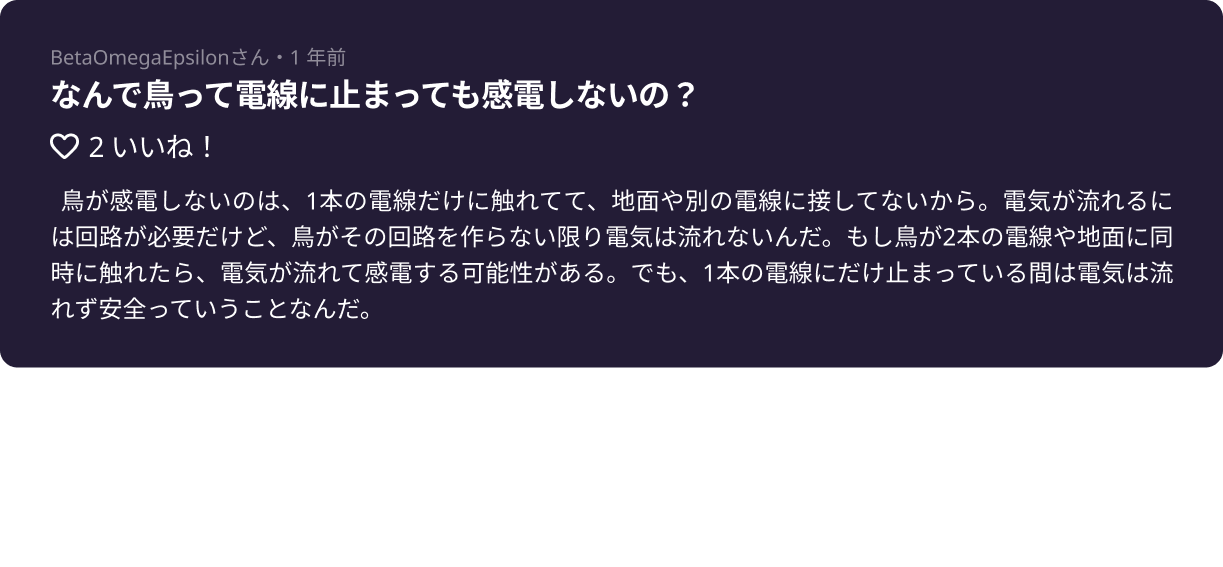 BetaOmegaEpsilonさん • 1 年前
なんで鳥って電線に止まっても感電しないの？
2 いいね！
鳥が感電しないのは、1本の電線だけに触れてて、地面や別の電線に接してないから。電気が流れるに
は回路が必要だけど、鳥がその回路を作らない限り電気は流れないんだ。もし鳥が2本の電線や地面に同
時に触れたら、電気が流れて感電する可能性がある。でも、1本の電線にだけ止まっている間は電気は流
れず安全っていうことなんだ。